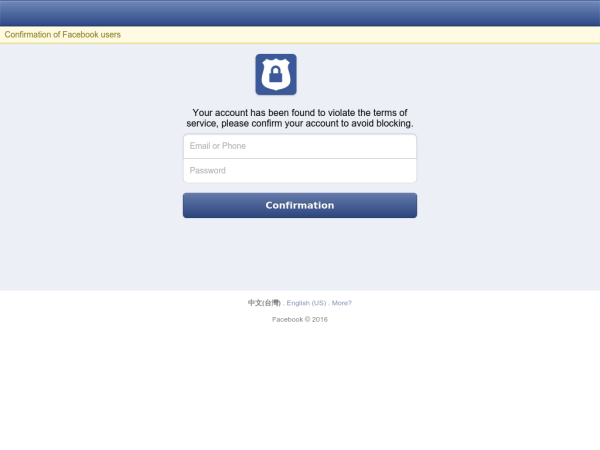 Confirmation of Facebook users
Your account has been found to violate the terms of
service, please confirm your account to avoid blocking.
Email or Phone
Password
Confirmation
中文(台灣) . English (US) . More?
Facebook © 2016